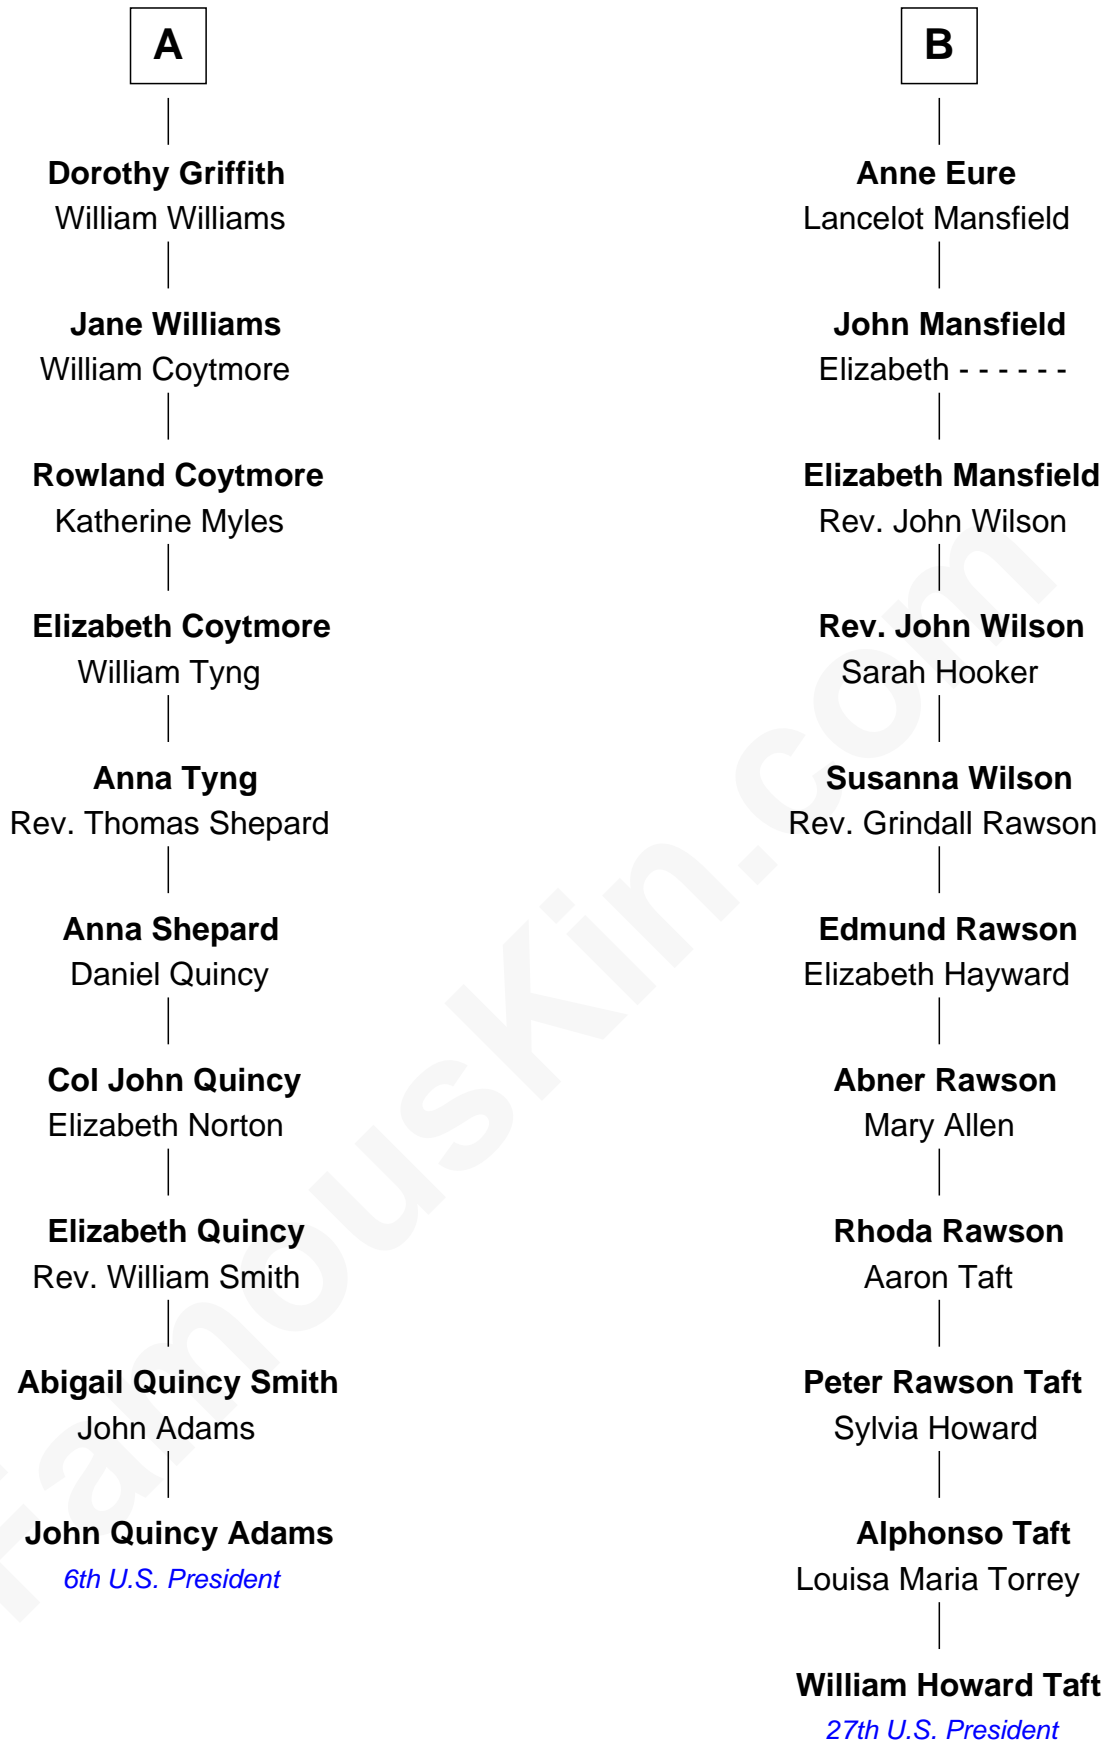 A
Dorothy Griffith
William Williams
Jane Williams
William Coytmore
Rowland Coytmore
Katherine Myles
Elizabeth Coytmore
William Tyng
Anna Tyng
Rev. Thomas Shepard
Anna Shepard
Daniel Quincy
Col John Quincy
Elizabeth Norton
Elizabeth Quincy
Rev. William Smith
Abigail Quincy Smith
John Adams
John Quincy Adams
6th U.S. President
B
Anne Eure
Lancelot Mansfield
John Mansfield
Elizabeth - - - - - -
Elizabeth Mansfield
Rev. John Wilson
Rev. John Wilson
Sarah Hooker
Susanna Wilson
Rev. Grindall Rawson
Edmund Rawson
Elizabeth Hayward
Abner Rawson
Mary Allen
Rhoda Rawson
Aaron Taft
Peter Rawson Taft
Sylvia Howard
Alphonso Taft
Louisa Maria Torrey
William Howard Taft
27th U.S. President
FamousKin.com